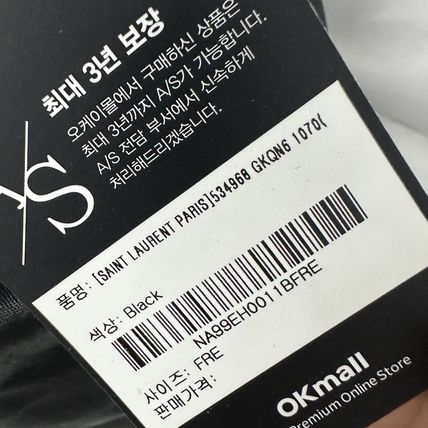 최대 3년 보장
오케이몰에서 구매하신 상품은
최대 3년까지 A/S가 가능합니다.
A/S 전담 부서에서 신속하게
처리해드리겠습니다.
A/S
품명: [SAINT LAURENT PARIS]534968 GKQN6 1070(
색상: Black
NA99EH0011BFRE
사이즈: FRE
판매가격:
OKmall
Premium Online Store